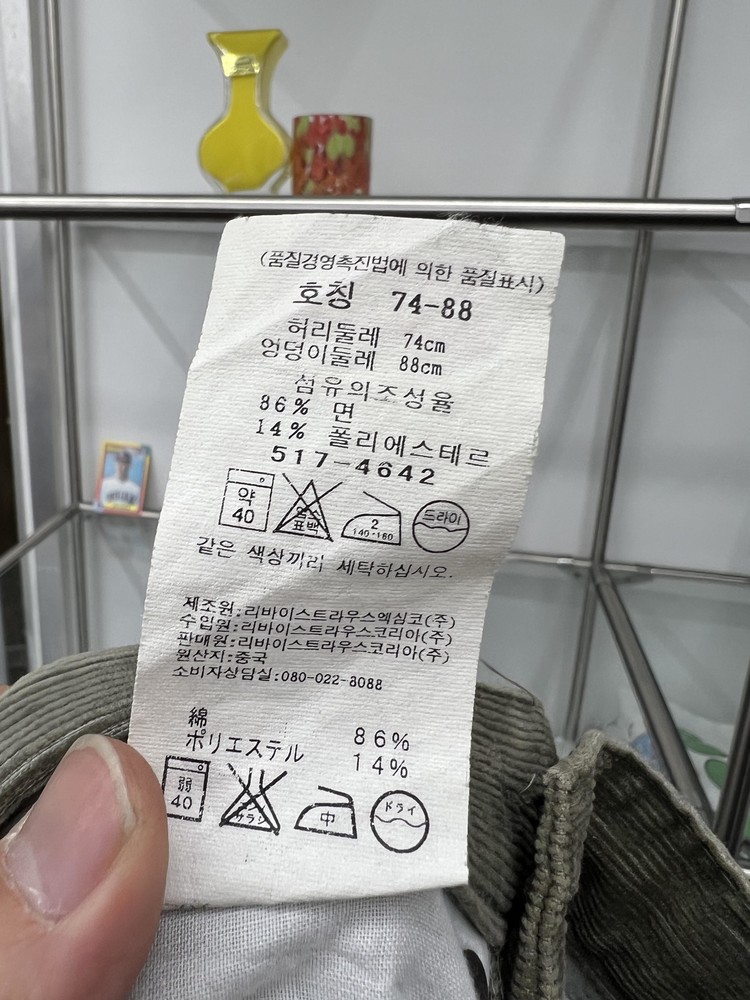 (품질경영촉진법에 의한 품질표시)
호칭 74-88
허리둘레 74cm
엉덩이둘레 88cm
섬유의조성율
86% 면
14% 폴리에스테르
517-4642
약 40
염소 표백
2 140-160
드라이
같은 색상끼리 세탁하십시오.
제조원:리바이스트라우스엑심코(주)
수입원:리바이스트라우스코리아(주)
판매원:리바이스트라우스코리아(주)
원산지:중국
소비자상담실:080-022-8088
綿 86%
ポリエステル 14%
弱 40
中
ドライ